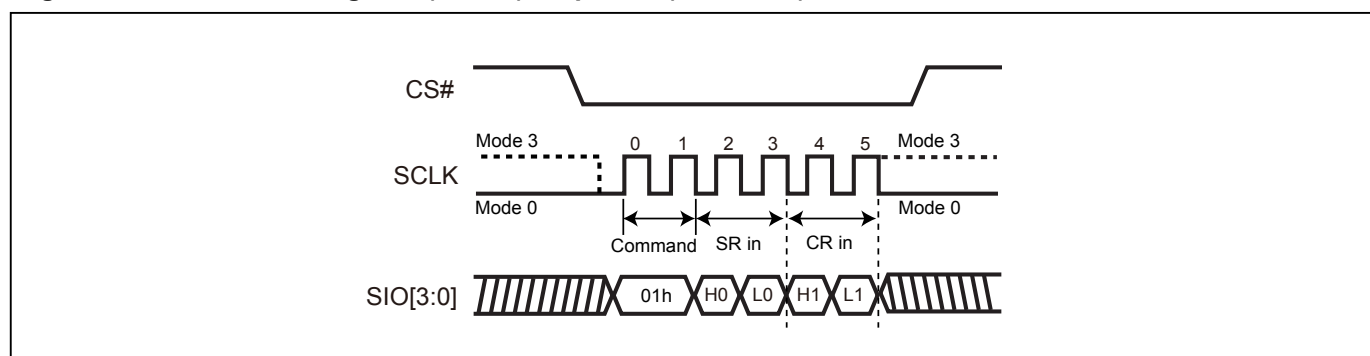 CS#
Mode 3 0 1 2 3 4 5 Mode 3
SCLK
Mode 0 Mode 0
Command SR in CR in
SIO[3:0] 01h H0 L0 H1 L1